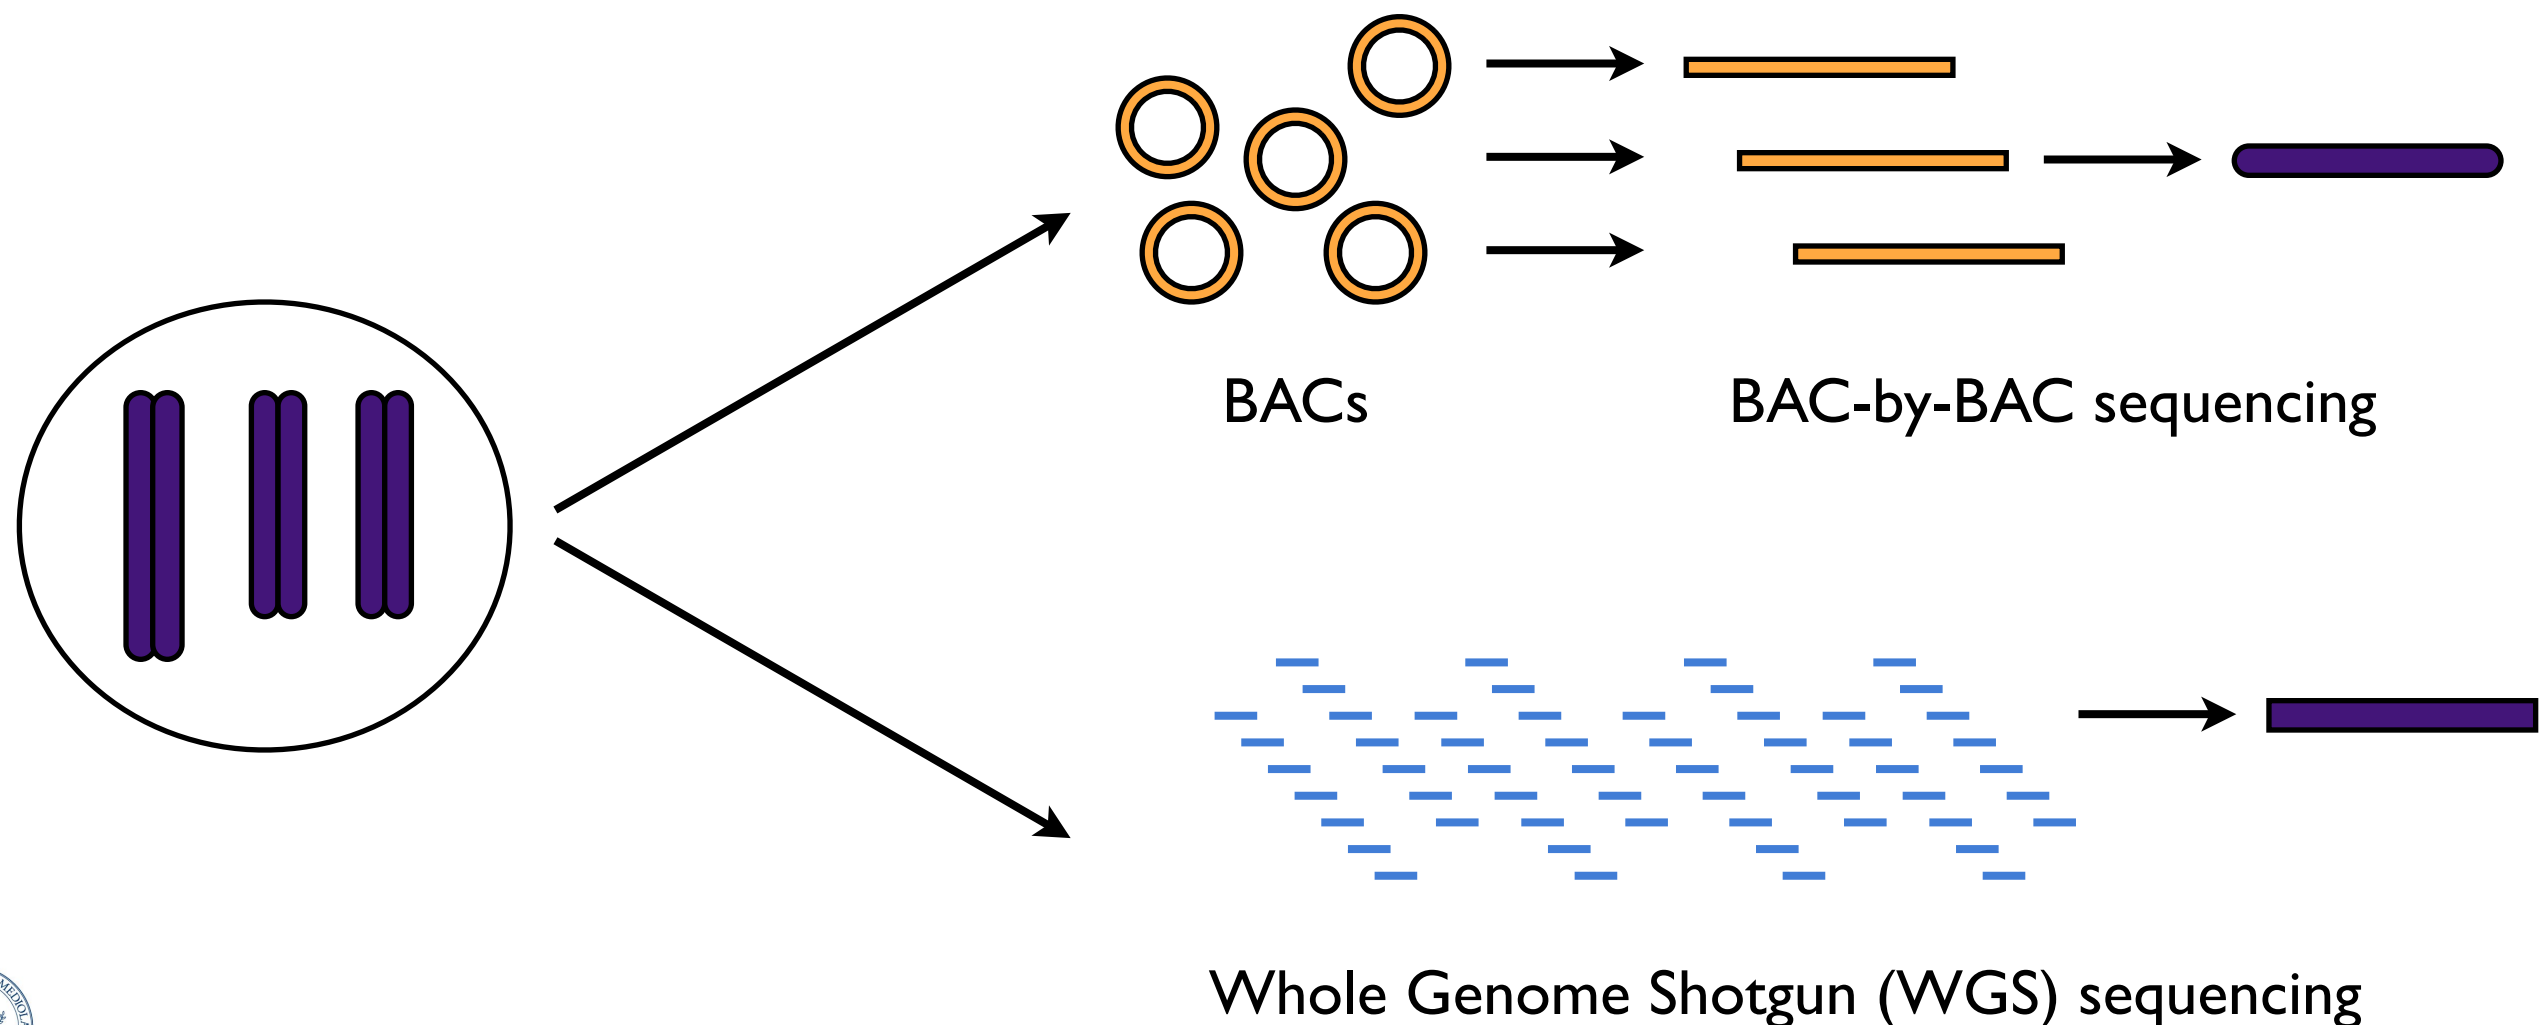 BACs
BAC-by-BAC sequencing
Whole Genome Shotgun (WGS) sequencing